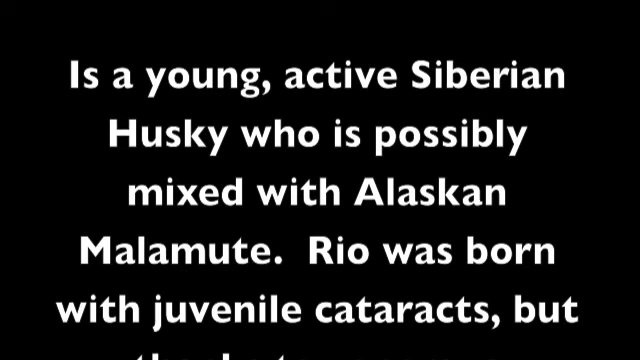 Is a young, active Siberian
Husky who is possibly
mixed with Alaskan
Malamute.  Rio was born
with juvenile cataracts, but